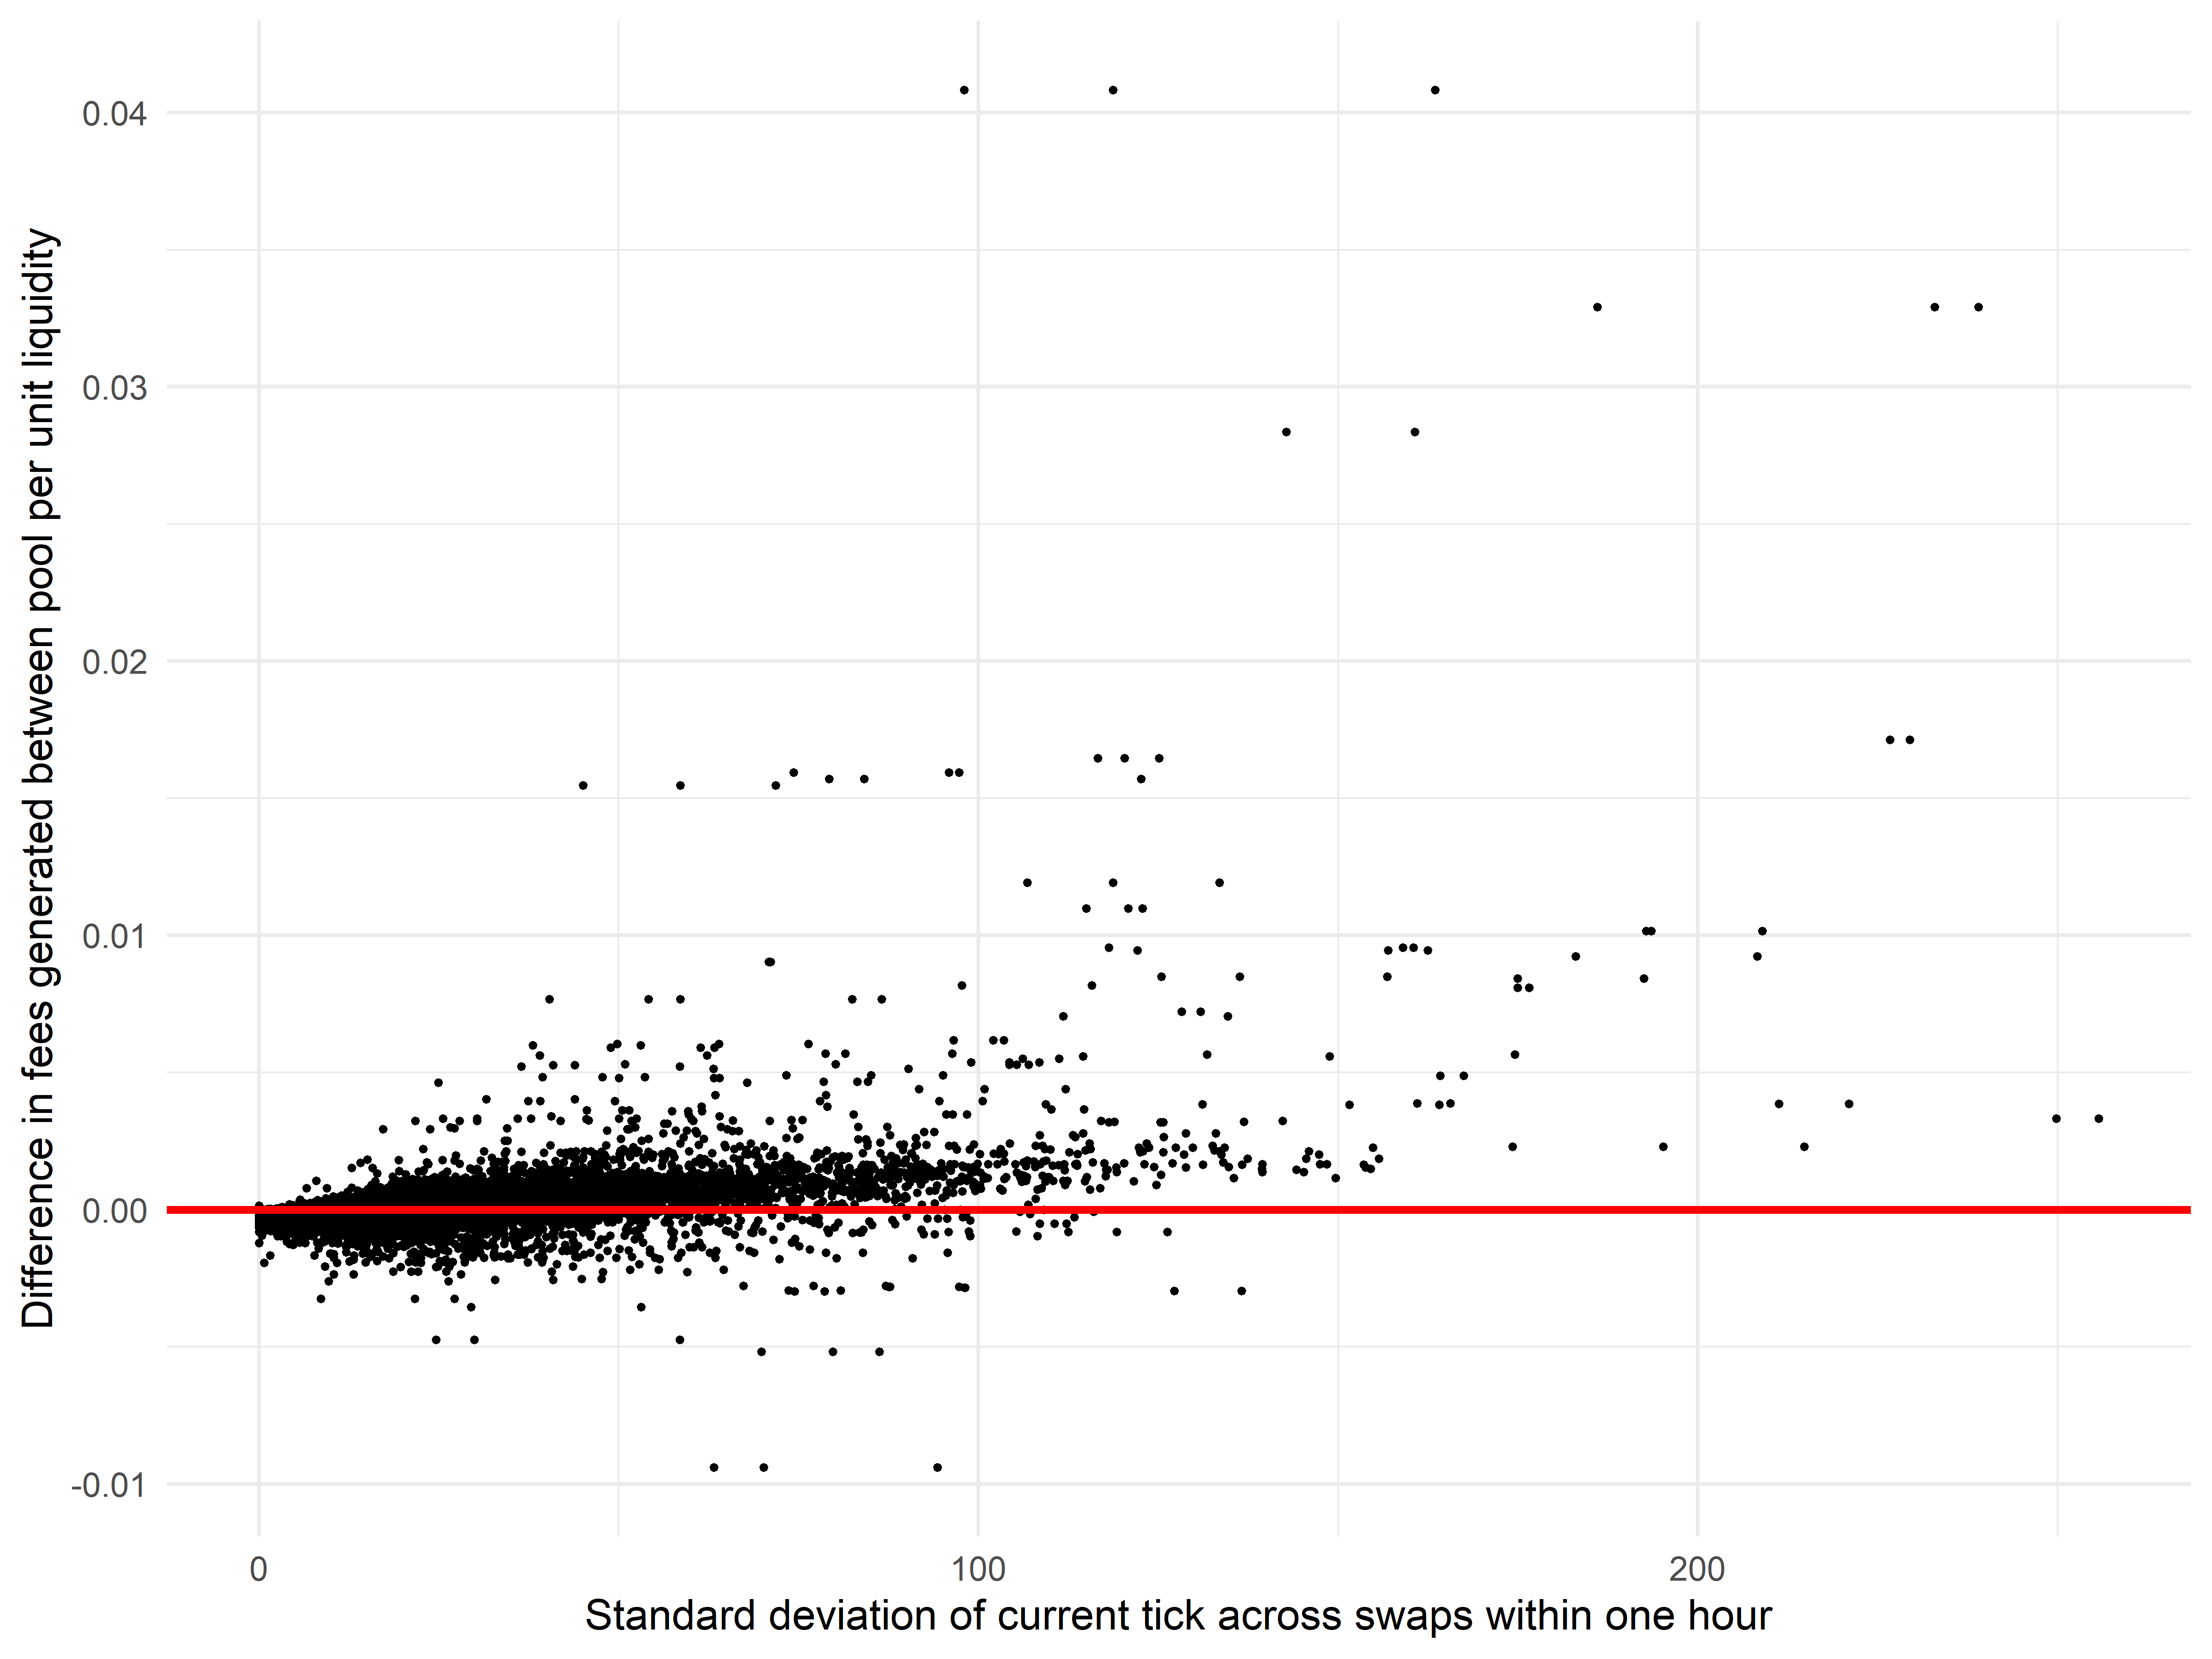 Difference in fees generated between pool per unit liquidity
0.04
0.03
0.02
0.01
0.00
-0.01
0 100 200
Standard deviation of current tick across swaps within one hour